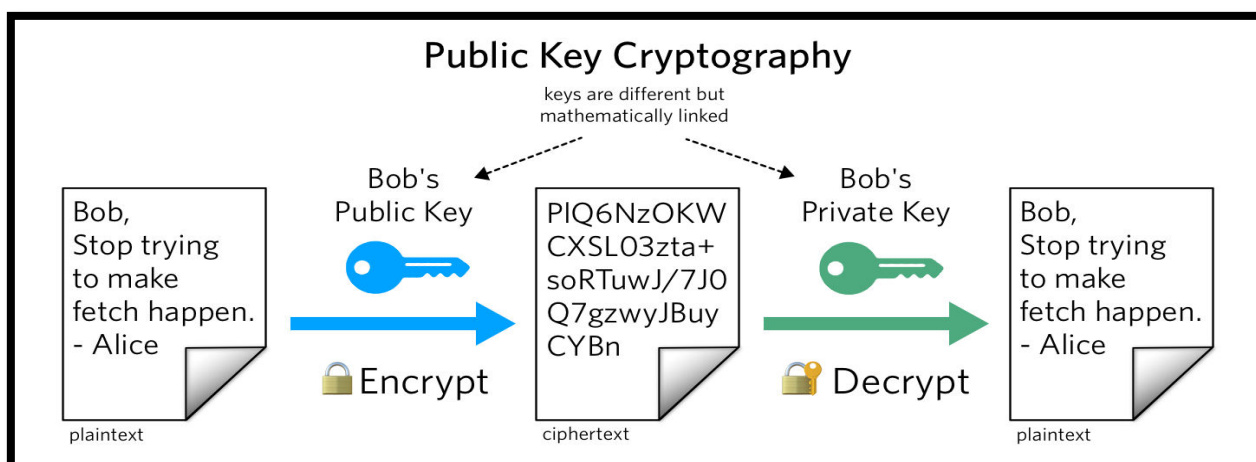 Public Key Cryptography
keys are different but
mathematically linked
Bob,
Stop trying
to make
fetch happen.
- Alice
plaintext
Bob's
Public Key
Encrypt
PlQ6NzOKW
CXSL03zta+
soRTuwJ/7J0
Q7gzwyJBuy
CYBn
ciphertext
Bob's
Private Key
Decrypt
Bob,
Stop trying
to make
fetch happen.
- Alice
plaintext